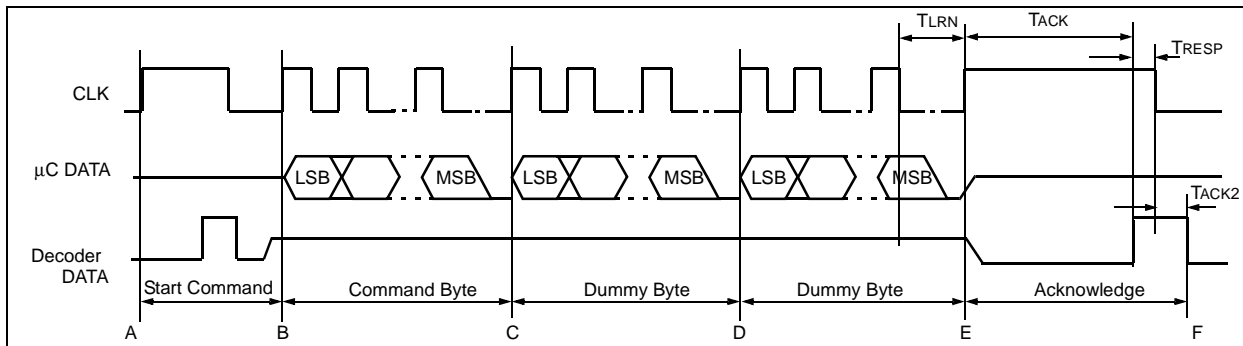 TLRN
TACK
TRESP
CLK
µC DATA
LSB
MSB
LSB
MSB
LSB
MSB
TACK2
Decoder
DATA
Start Command
Command Byte
Dummy Byte
Dummy Byte
Acknowledge
A
B
C
D
E
F